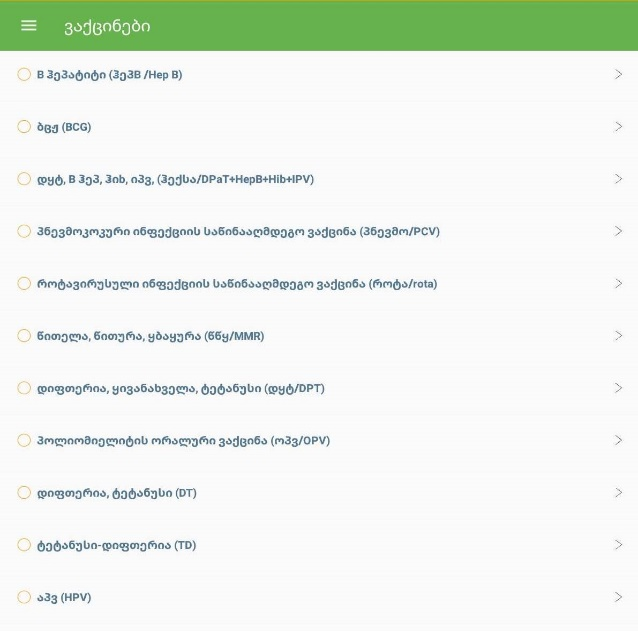 ვაქცინები
B ჰეპატიტი (ჰეპB /Hep B)
ბცჟ (BCG)
დყტ, B ჰეპ, ჰიb, იპვ, (ჰექსა/DPaT+HepB+Hib+IPV)
პნევმოკოკური ინფექციის საწინააღმდეგო ვაქცინა (პნევმო/PCV)
როტავირუსული ინფექციის საწინააღმდეგო ვაქცინა (როტა/rota)
წითელა, წითურა, ყბაყურა (წწყ/MMR)
დიფთერია, ყივანახველა, ტეტანუსი (დყტ/DPT)
პოლიომიელიტის ორალური ვაქცინა (ოპვ/OPV)
დიფთერია, ტეტანუსი (DT)
ტეტანუსი-დიფთერია (TD)
აპვ (HPV)